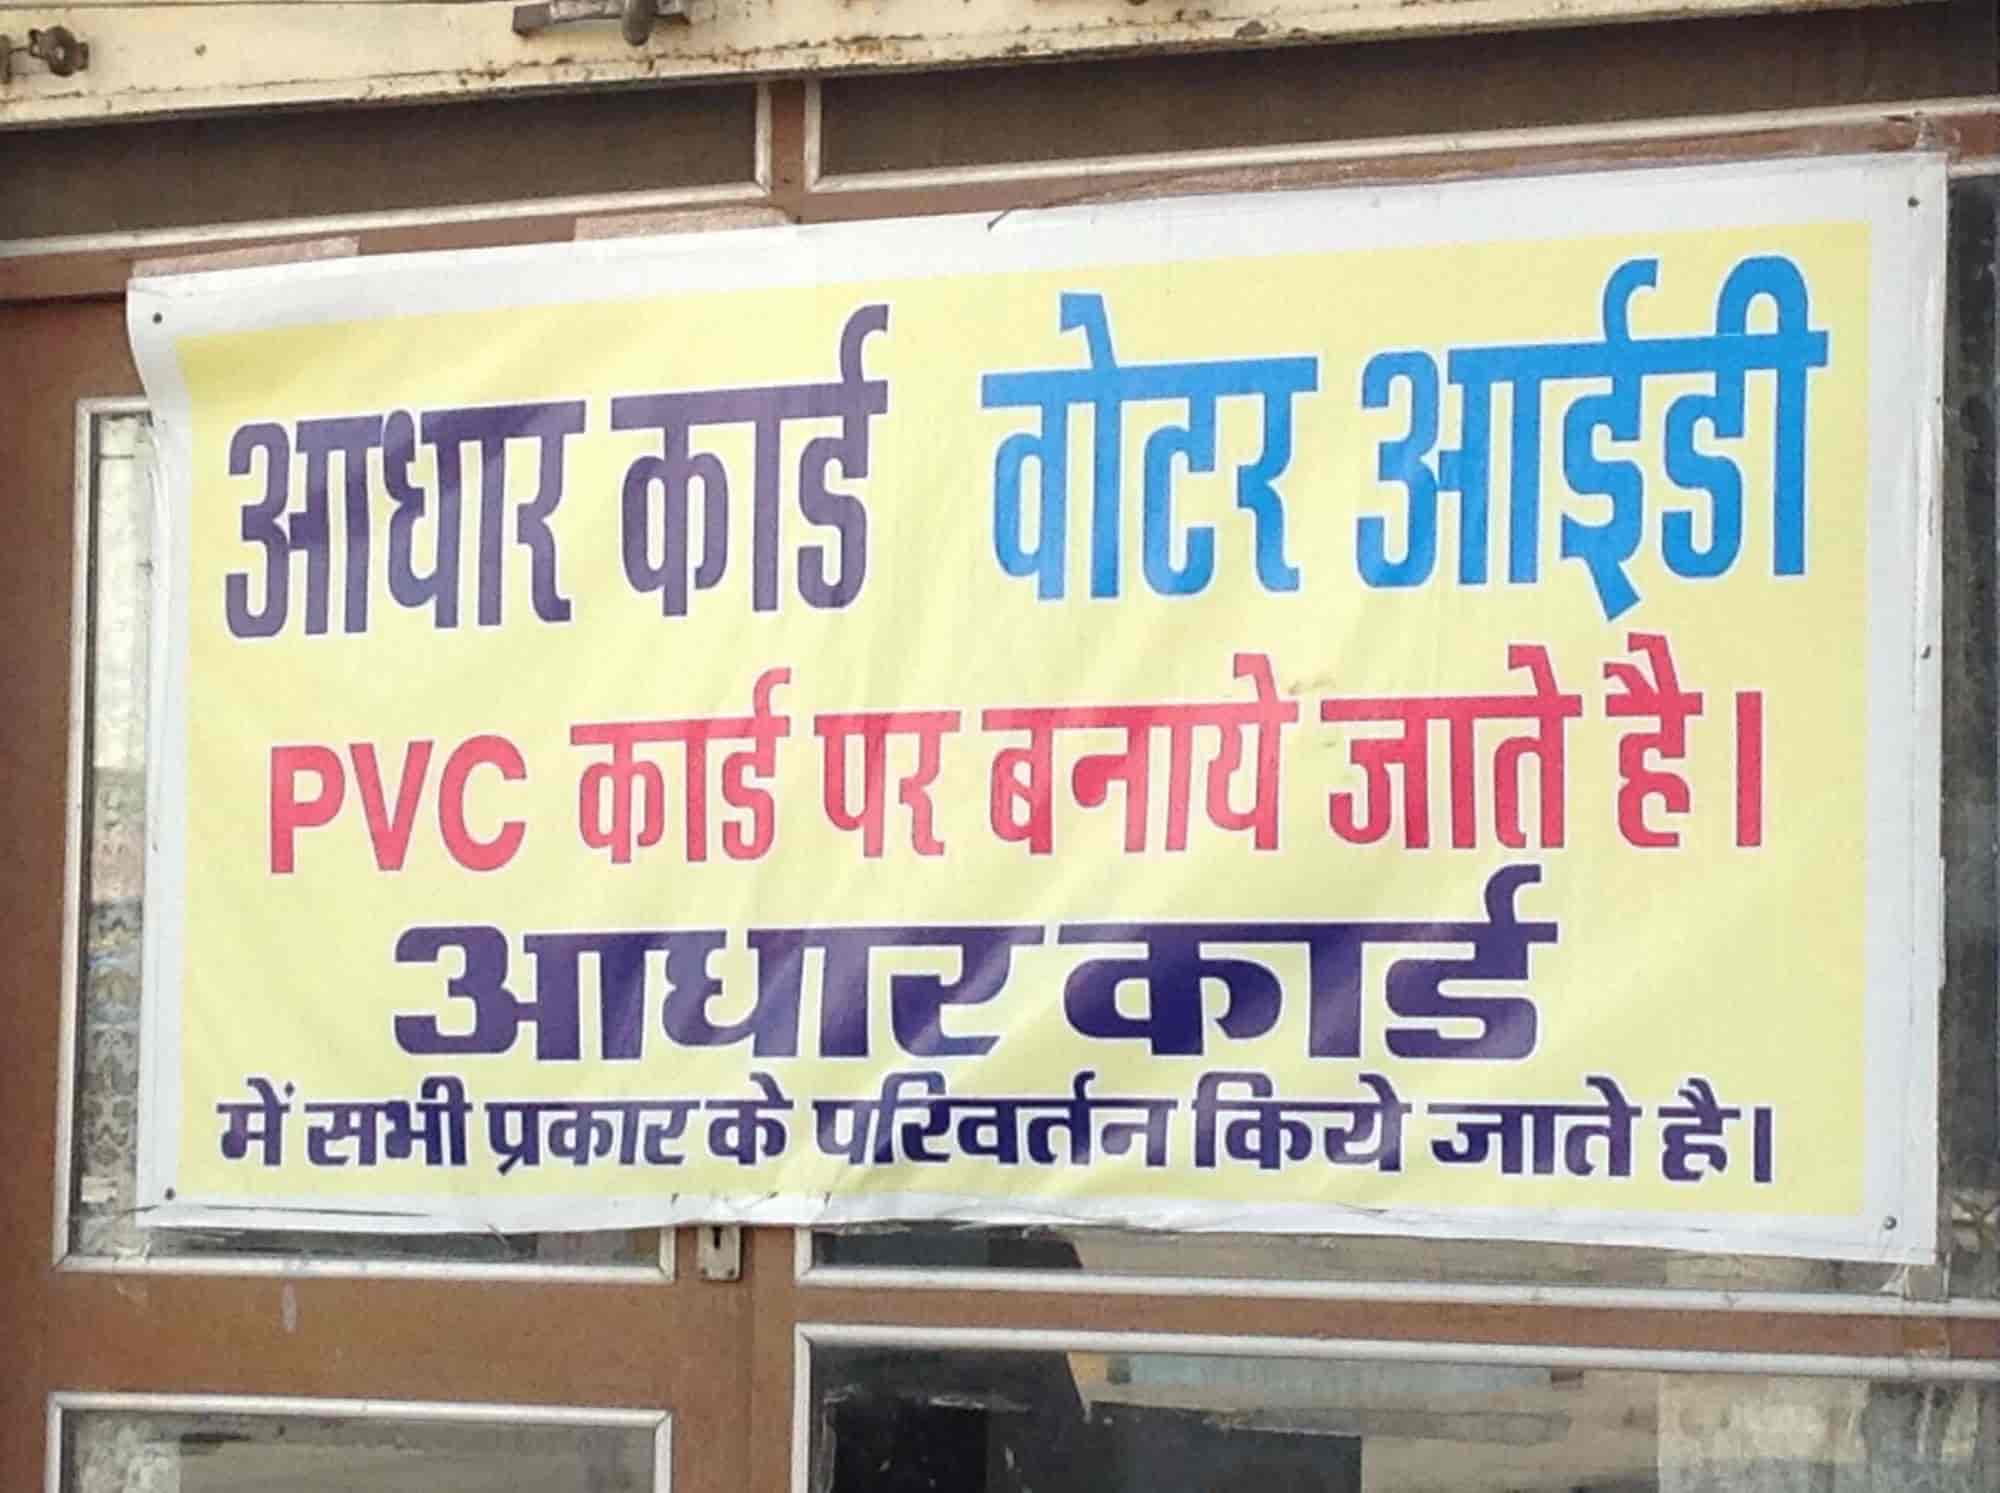 आधार कार्ड वोटर आईडी
PVC कार्ड पर बनाये जाते है।
आधार कार्ड
में सभी प्रकार के परिवर्तन किये जाते है।